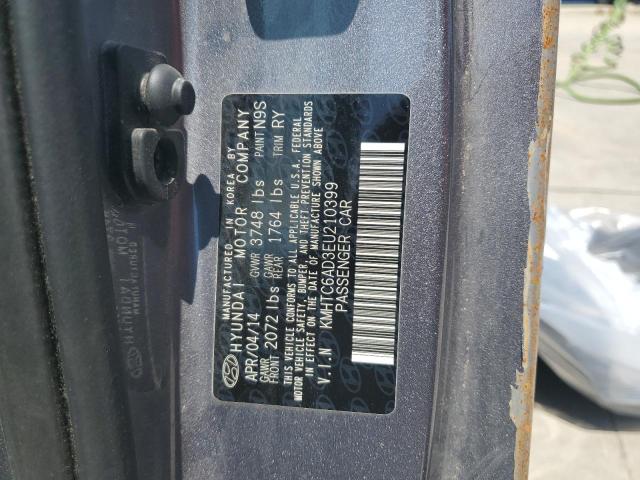 MANUFACTURED IN KOREA BY
HYUNDAI MOTOR COMPANY
APR/04/14 GVWR 3748 lbs PAINT N9S
GAWR FRONT 2072 lbs GAWR REAR 1764 lbs TRIM RY
THIS VEHICLE CONFORMS TO ALL APPLICABLE U.S.A. FEDERAL
MOTOR VEHICLE SAFETY, BUMPER, AND THEFT PREVENTION STANDARDS
IN EFFECT ON THE DATE OF MANUFACTURE SHOWN ABOVE
V.I.N: KMHTC6AD3EU210399
PASSENGER CAR